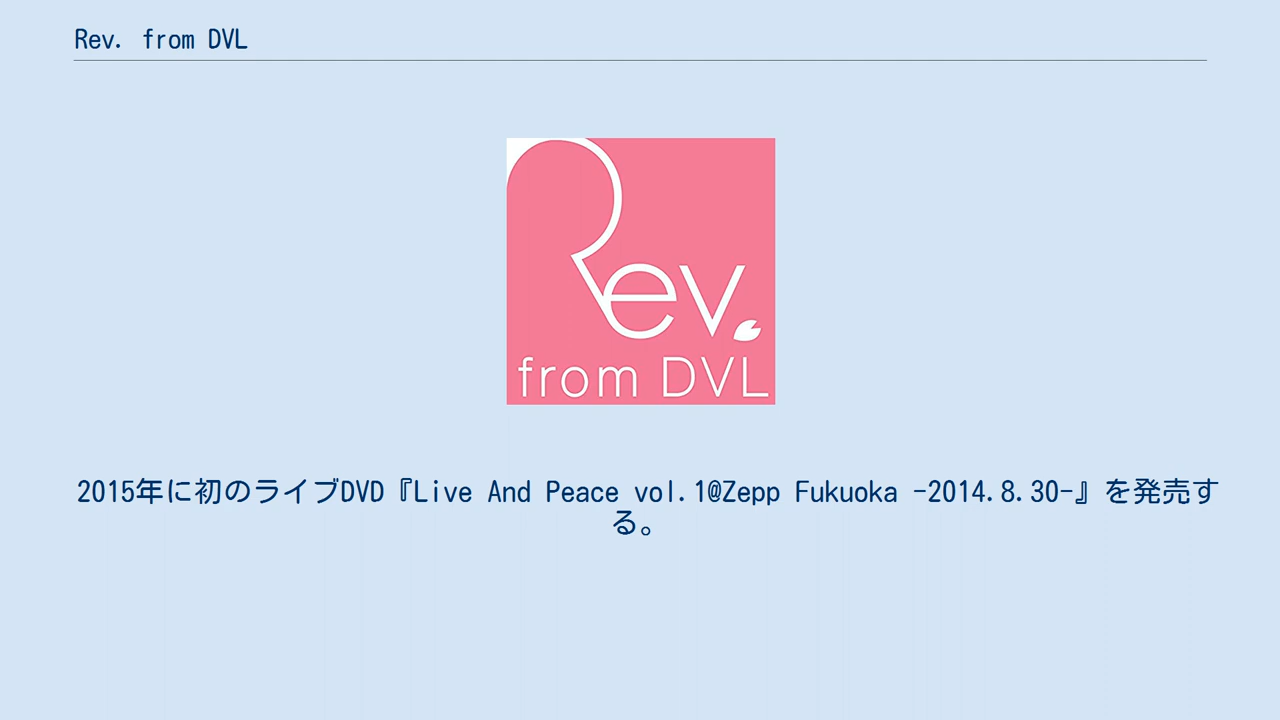 Rev. from DVL
Rev.
from DVL
2015年に初のライブDVD『Live And Peace vol.1@Zepp Fukuoka -2014.8.30-』を発売す
る。